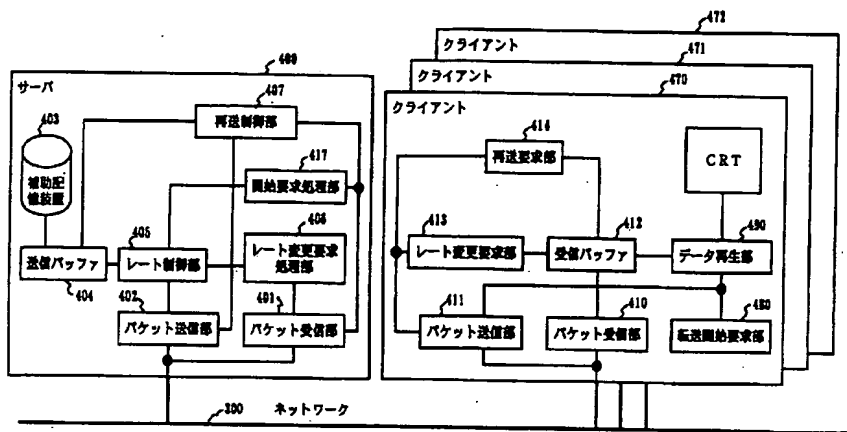 472
クライアント
471
クライアント
470
クライアント
400
サーバ
407
再送制御部
403
補助記
憶装置
417
開始要求処理部
406
レート変更要求
処理部
405
レート制御部
送信バッファ
404
402
パケット送信部
401
パケット受信部
414
再送要求部
CRT
413
レート変更要求部
412
受信バッファ
490
データ再生部
411
パケット送信部
410
パケット受信部
480
転送開始要求部
300
ネットワーク